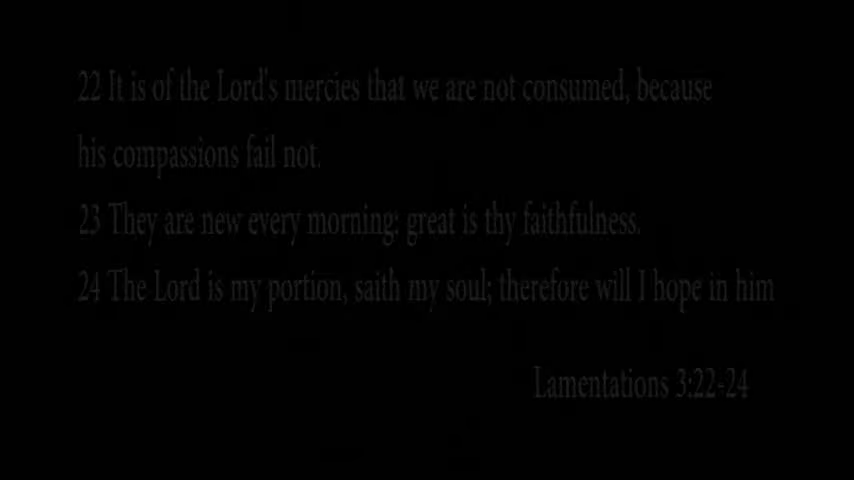 22 It is of the Lord's mercies that we are not consumed, because
his compassions fail not.
23 They are new every morning: great is thy faithfulness.
24 The Lord is my portion, saith my soul; therefore will I hope in him
Lamentations 3:22-24